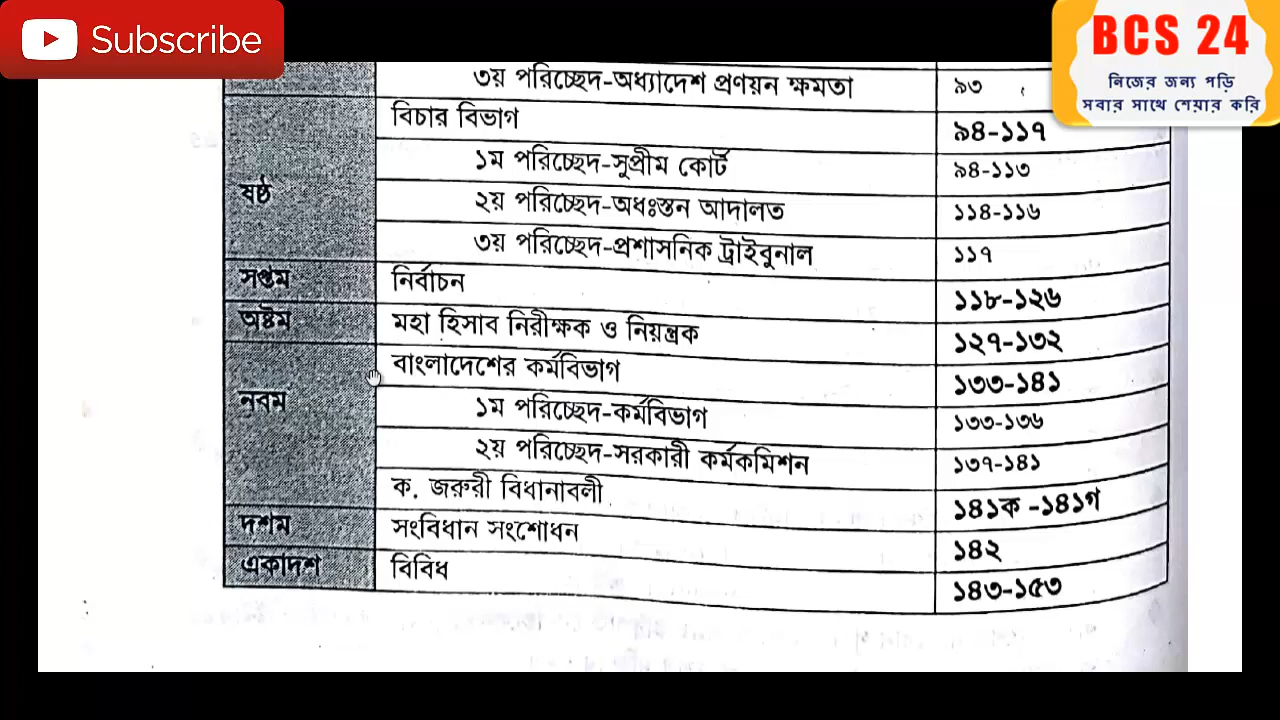 Subscribe
BCS 24
নিজের জন্য পড়ি
সবার সাথে শেয়ার করি
৩য় পরিচ্ছেদ-অধ্যাদেশ প্রণয়ন ক্ষমতা ৯৩
ষষ্ঠ বিচার বিভাগ ৯৪-১১৭
১ম পরিচ্ছেদ-সুপ্রীম কোর্ট ৯৪-১১৩
২য় পরিচ্ছেদ-অধঃস্তন আদালত ১১৪-১১৬
৩য় পরিচ্ছেদ-প্রশাসনিক ট্রাইবুনাল ১১৭
সপ্তম নির্বাচন ১১৮-১২৬
অষ্টম মহা হিসাব নিরীক্ষক ও নিয়ন্ত্রক ১২৭-১৩২
নবম বাংলাদেশের কর্মবিভাগ ১৩৩-১৪১
১ম পরিচ্ছেদ-কর্মবিভাগ ১৩৩-১৩৬
২য় পরিচ্ছেদ-সরকারী কর্মকমিশন ১৩৭-১৪১
ক. জরুরী বিধানাবলী ১৪১ক -১৪১গ
দশম সংবিধান সংশোধন ১৪২
একাদশ বিবিধ ১৪৩-১৫৩